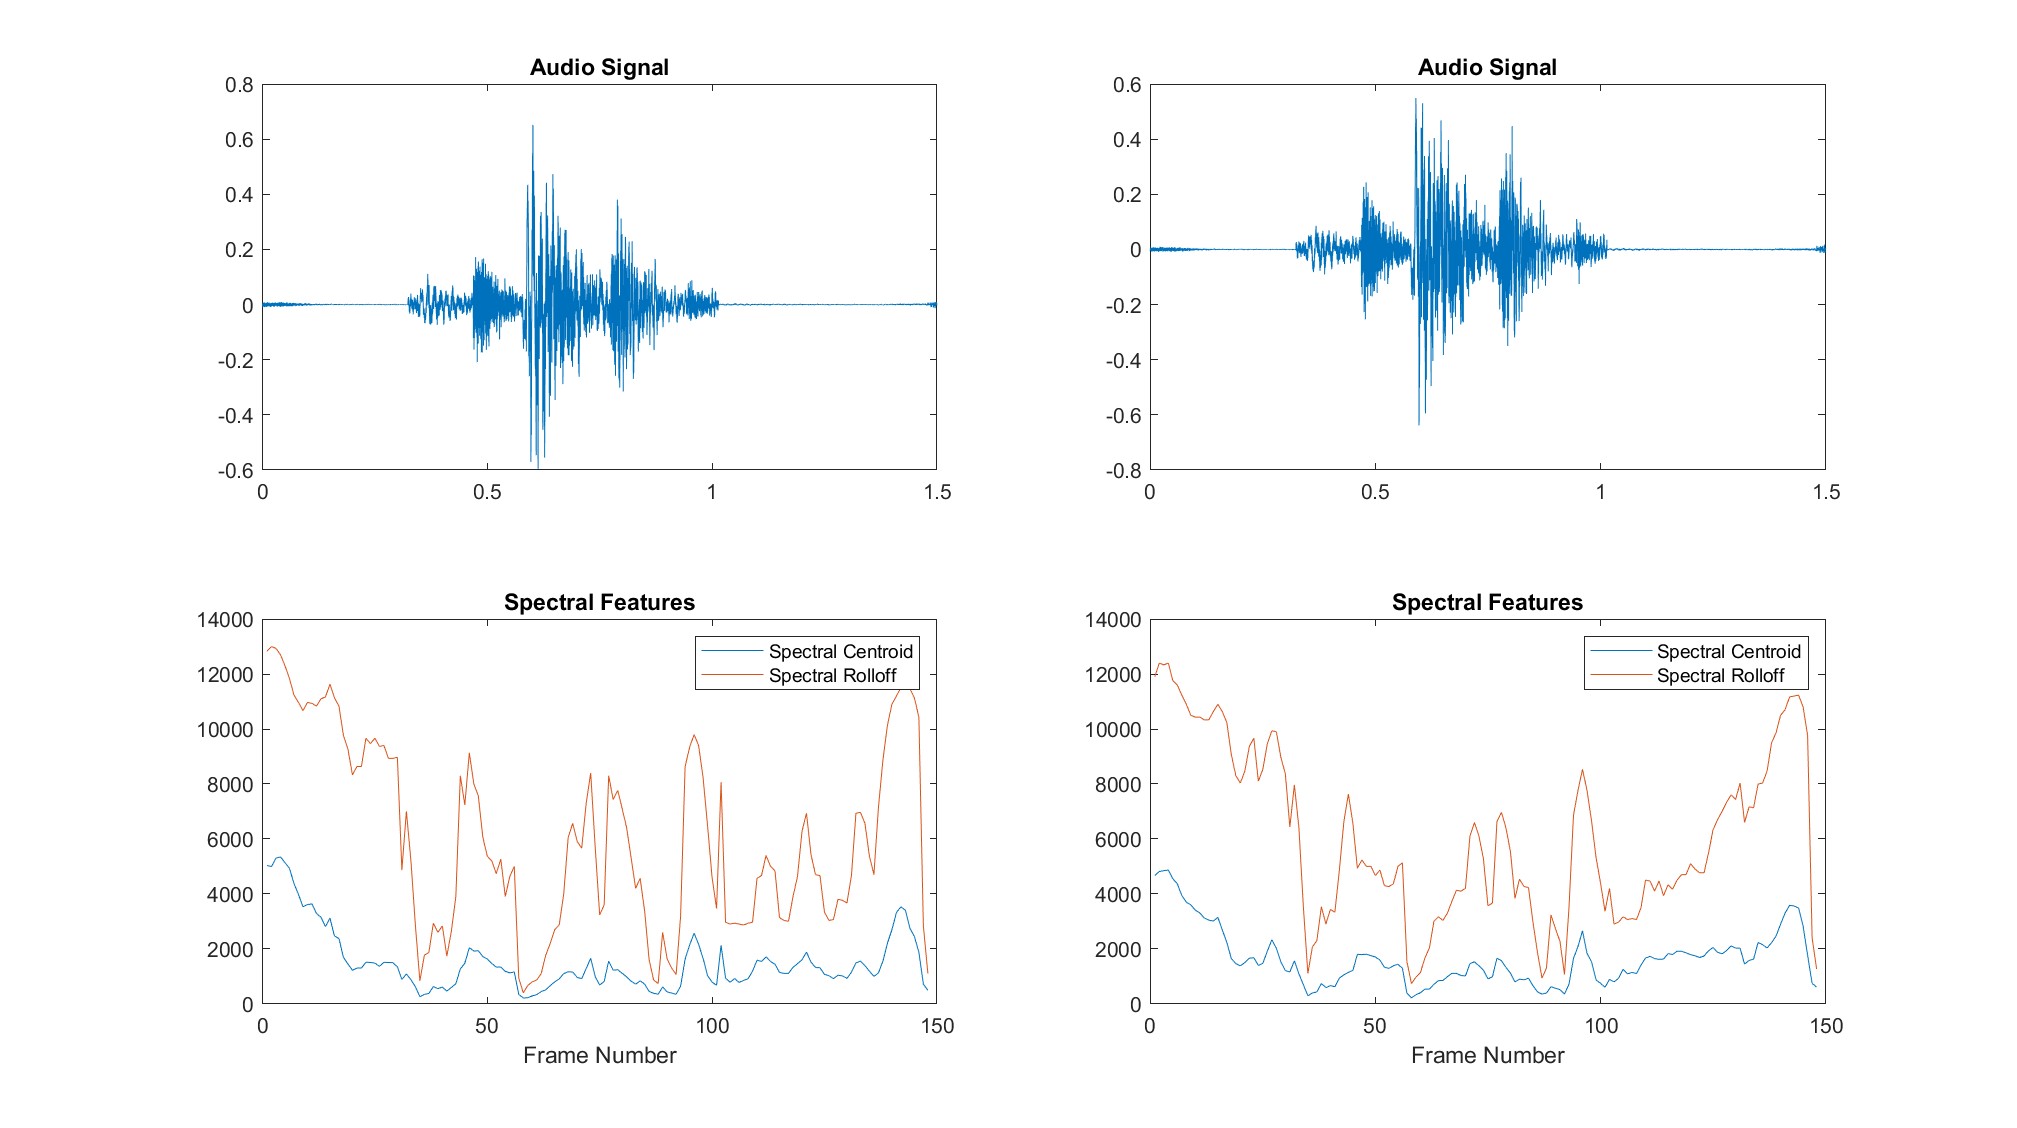 Audio Signal
0.8
0.6
0.4
0.2
0
-0.2
-0.4
-0.6
0 0.5 1 1.5
Audio Signal
0.6
0.4
0.2
0
-0.2
-0.4
-0.6
-0.8
0 0.5 1 1.5
Spectral Features
14000
12000
10000
8000
6000
4000
2000
0
Spectral Centroid
Spectral Rolloff
0 50 100 150
Frame Number
Spectral Features
14000
12000
10000
8000
6000
4000
2000
0
Spectral Centroid
Spectral Rolloff
0 50 100 150
Frame Number